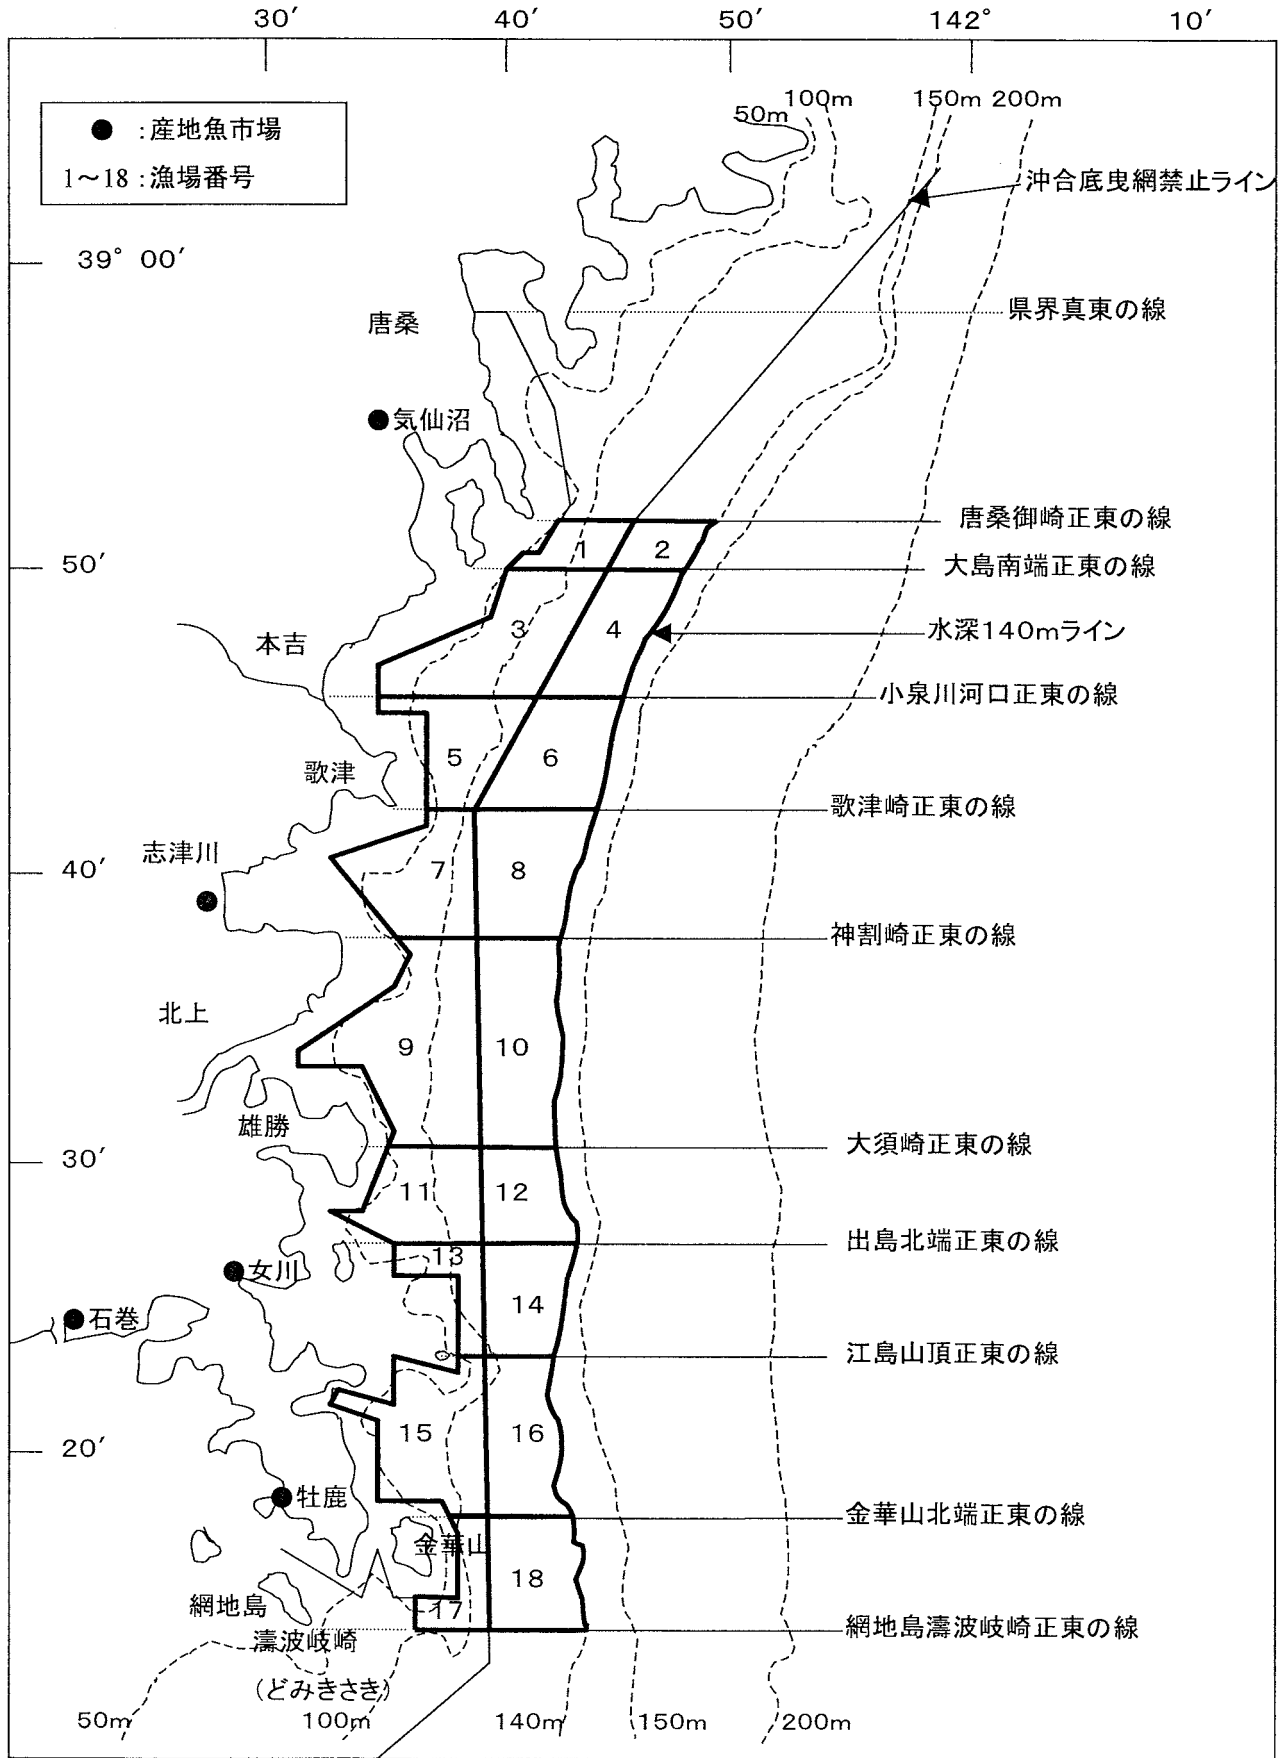 30′ 40′ 50′ 142° 10′
100m 150m 200m
50m
● :産地魚市場
1～18 :漁場番号
沖合底曳網禁止ライン
39° 00′
県界真東の線
唐桑
気仙沼
唐桑御崎正東の線
1 2
50′
大島南端正東の線
3 4
水深140mライン
本吉
小泉川河口正東の線
5 6
歌津
歌津崎正東の線
志津川
40′
7 8
神割崎正東の線
北上
9 10
雄勝
大須崎正東の線
30′
11 12
出島北端正東の線
13
女川
14
石巻
江島山頂正東の線
15 16
20′
牡鹿
金華山北端正東の線
金華山
18
網地島
17
濤波岐崎
網地島濤波岐崎正東の線
(どみきさき)
50m 100m 140m 150m 200m